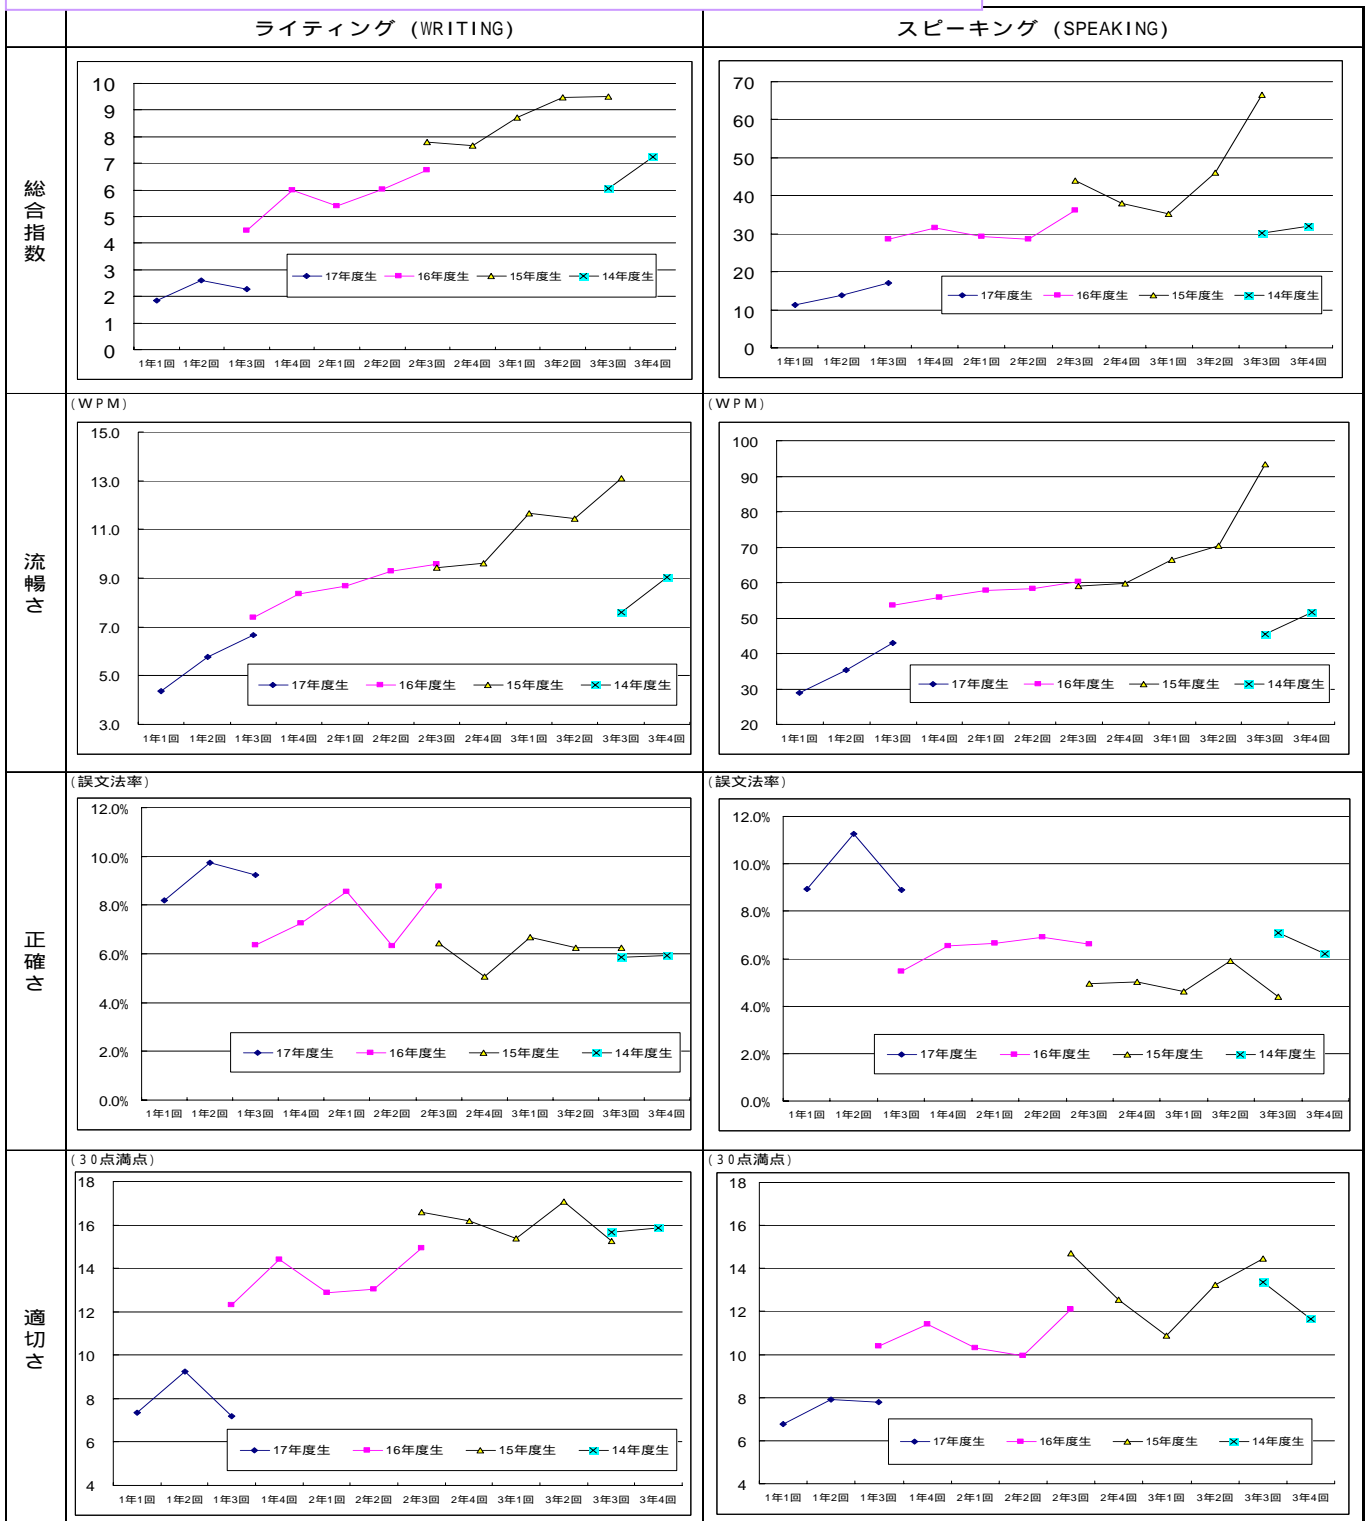 ライティング (WRITING)
スピーキング (SPEAKING)
総合指数
10
9
8
7
6
5
4
3
2
1
0
17年度生 16年度生 15年度生 14年度生
1年1回 1年2回 1年3回 1年4回 2年1回 2年2回 2年3回 2年4回 3年1回 3年2回 3年3回 3年4回
70
60
50
40
30
20
10
0
17年度生 16年度生 15年度生 14年度生
1年1回 1年2回 1年3回 1年4回 2年1回 2年2回 2年3回 2年4回 3年1回 3年2回 3年3回 3年4回
流暢さ
(WPM)
15.0
13.0
11.0
9.0
7.0
5.0
3.0
17年度生 16年度生 15年度生 14年度生
1年1回 1年2回 1年3回 1年4回 2年1回 2年2回 2年3回 2年4回 3年1回 3年2回 3年3回 3年4回
(WPM)
100
90
80
70
60
50
40
30
20
17年度生 16年度生 15年度生 14年度生
1年1回 1年2回 1年3回 1年4回 2年1回 2年2回 2年3回 2年4回 3年1回 3年2回 3年3回 3年4回
正確さ
(誤文法率)
12.0%
10.0%
8.0%
6.0%
4.0%
2.0%
0.0%
17年度生 16年度生 15年度生 14年度生
1年1回 1年2回 1年3回 1年4回 2年1回 2年2回 2年3回 2年4回 3年1回 3年2回 3年3回 3年4回
(誤文法率)
12.0%
10.0%
8.0%
6.0%
4.0%
2.0%
0.0%
17年度生 16年度生 15年度生 14年度生
1年1回 1年2回 1年3回 1年4回 2年1回 2年2回 2年3回 2年4回 3年1回 3年2回 3年3回 3年4回
適切さ
(30点満点)
18
16
14
12
10
8
6
4
17年度生 16年度生 15年度生 14年度生
1年1回 1年2回 1年3回 1年4回 2年1回 2年2回 2年3回 2年4回 3年1回 3年2回 3年3回 3年4回
(30点満点)
18
16
14
12
10
8
6
4
17年度生 16年度生 15年度生 14年度生
1年1回 1年2回 1年3回 1年4回 2年1回 2年2回 2年3回 2年4回 3年1回 3年2回 3年3回 3年4回